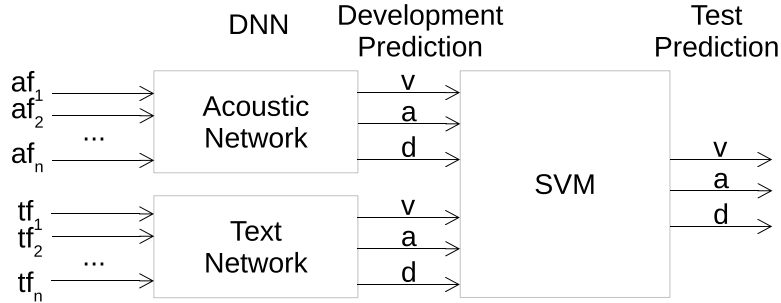 DNN
Development
Prediction
Test
Prediction
af1
af2
...
afn
Acoustic
Network
v
a
d
tf1
tf2
...
tfn
Text
Network
v
a
d
SVM
v
a
d